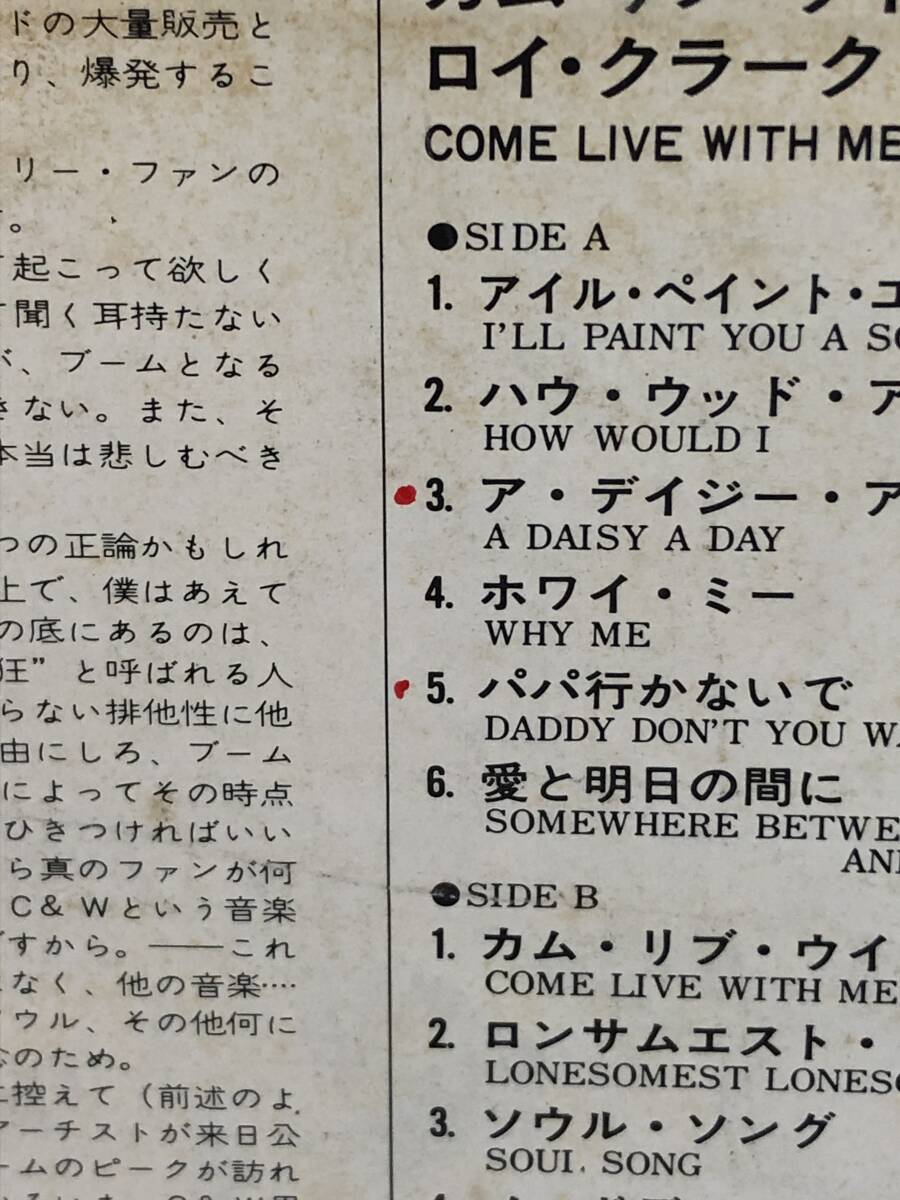 ドの大量販売と
り、爆発するこ
リー・ファンの
。
起こって欲しく
て聞く耳持たない
が、ブームとなる
きない。また、そ
本当は悲しむべき
つの正論かもしれ
上で、僕はあえて
の底にあるのは、
狂” と呼ばれる人
らない排他性に他
由にしろ、ブーム
によってその時点
ひきつければいい
ら真のファンが何
C&Wという音楽
ですから。——これ
なく、他の音楽‥‥
ソウル、その他何に
念のため。
に控えて（前述のよ
アーチストが来日公
ームのピークが訪れ
ロイ・クラーク
COME LIVE WITH ME
●SIDE A
1. アイル・ペイント・エ
I'LL PAINT YOU A SO
2. ハウ・ウッド・ア
HOW WOULD I
3. ア・デイジー・ア
A DAISY A DAY
4. ホワイ・ミー
WHY ME
5. パパ行かないで
DADDY DON'T YOU WA
6. 愛と明日の間に
SOMEWHERE BETWE
AND
●SIDE B
1. カム・リブ・ウイ
COME LIVE WITH ME
2. ロンサムエスト・
LONESOMEST LONESO
3. ソウル・ソング
SOUL SONG